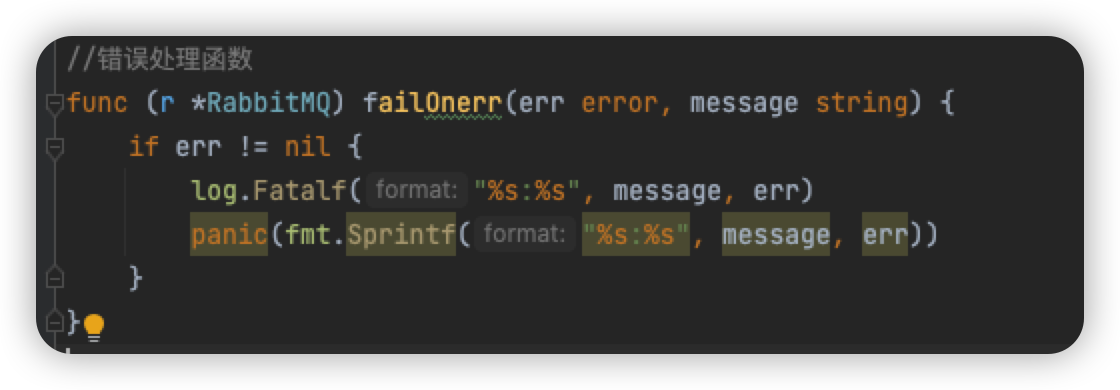 //错误处理函数
func (r *RabbitMQ) failOnerr(err error, message string) {
if err != nil {
log.Fatalf( format: "%s:%s", message, err)
panic(fmt.Sprintf( format: "%s:%s", message, err))
}
}